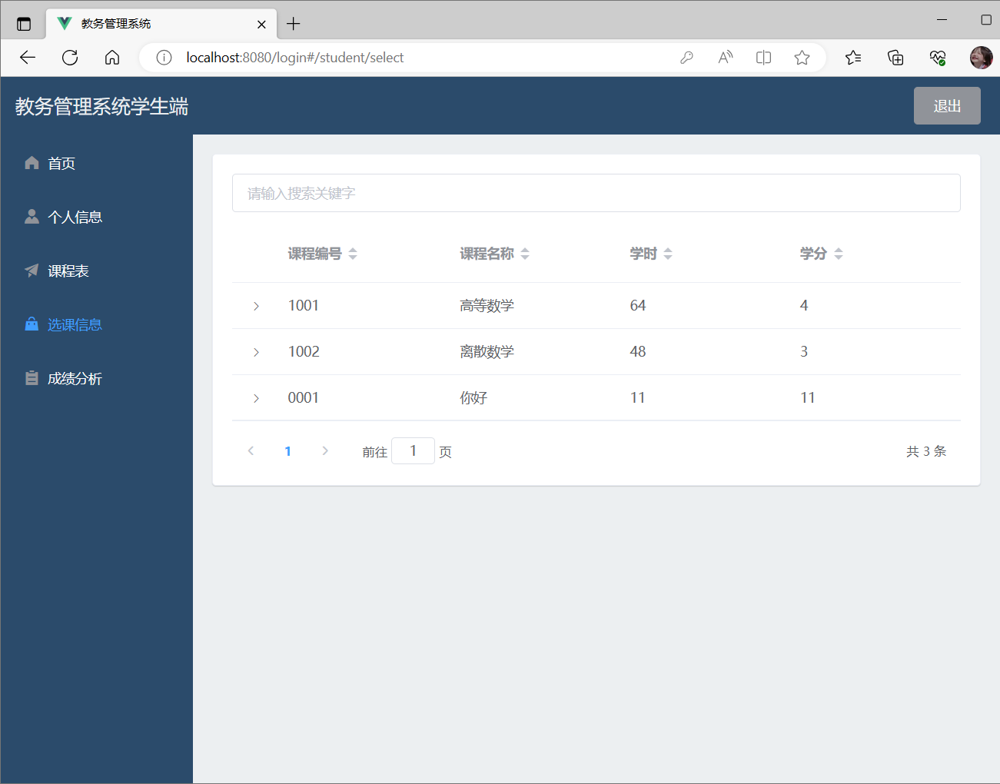 教务管理系统
localhost:8080/login#/student/select
教务管理系统学生端
退出
首页
个人信息
课程表
选课信息
成绩分析
请输入搜索关键字
课程编号 课程名称 学时 学分
1001 高等数学 64 4
1002 离散数学 48 3
0001 你好 11 11
1 前往 1 页 共 3 条